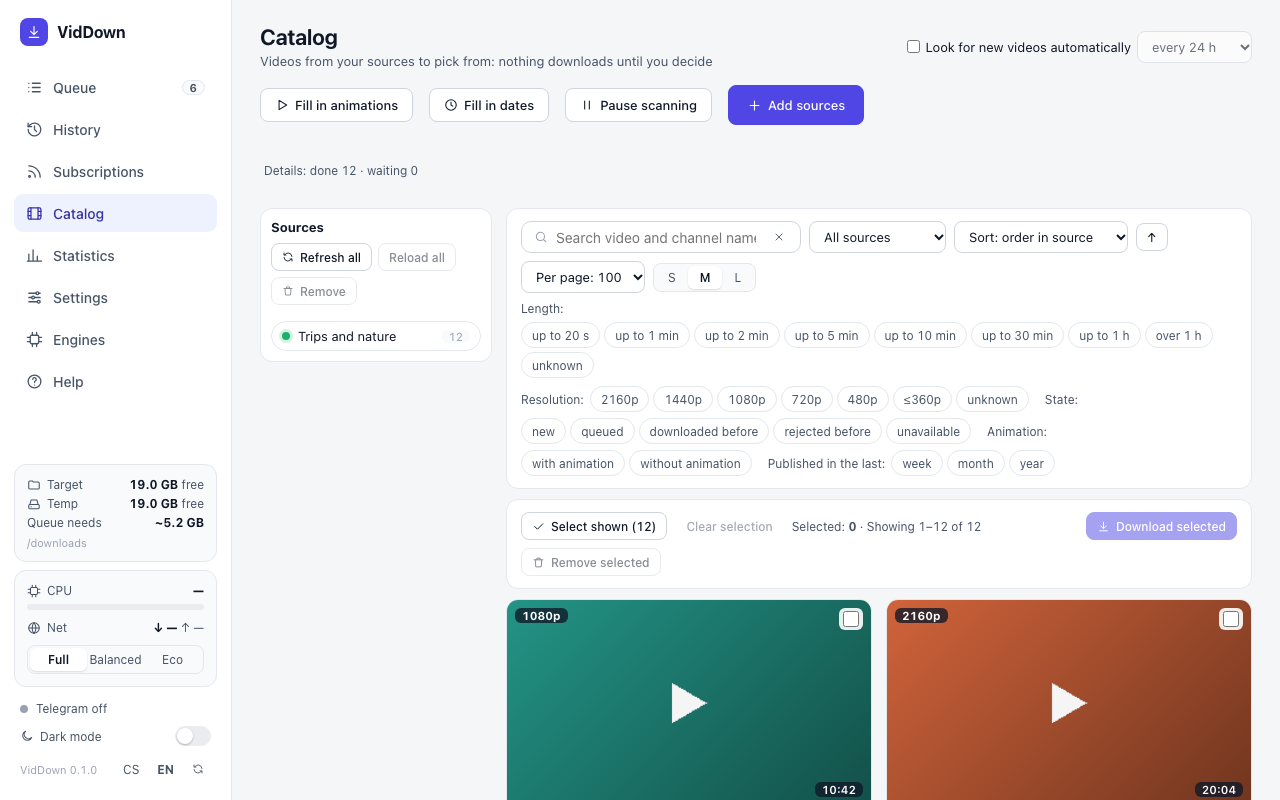 VidDown
Queue 6
History
Subscriptions
Catalog
Statistics
Settings
Engines
Help
Target 19.0 GB free
Temp 19.0 GB free
Queue needs ~5.2 GB
/downloads
CPU —
Net ↓ — ↑ —
Full Balanced Eco
Telegram off
Dark mode
VidDown 0.1.0 CS EN
Catalog
Videos from your sources to pick from: nothing downloads until you decide
Look for new videos automatically every 24 h
Fill in animations Fill in dates Pause scanning Add sources
Details: done 12 · waiting 0
Sources
Refresh all Reload all
Remove
Trips and nature 12
Search video and channel name All sources Sort: order in source ↑
Per page: 100 S M L
Length:
up to 20 s up to 1 min up to 2 min up to 5 min up to 10 min up to 30 min up to 1 h over 1 h
unknown
Resolution: 2160p 1440p 1080p 720p 480p ≤360p unknown State:
new queued downloaded before rejected before unavailable Animation:
with animation without animation Published in the last: week month year
Select shown (12) Clear selection Selected: 0 · Showing 1–12 of 12 Download selected
Remove selected
1080p 2160p
10:42 20:04